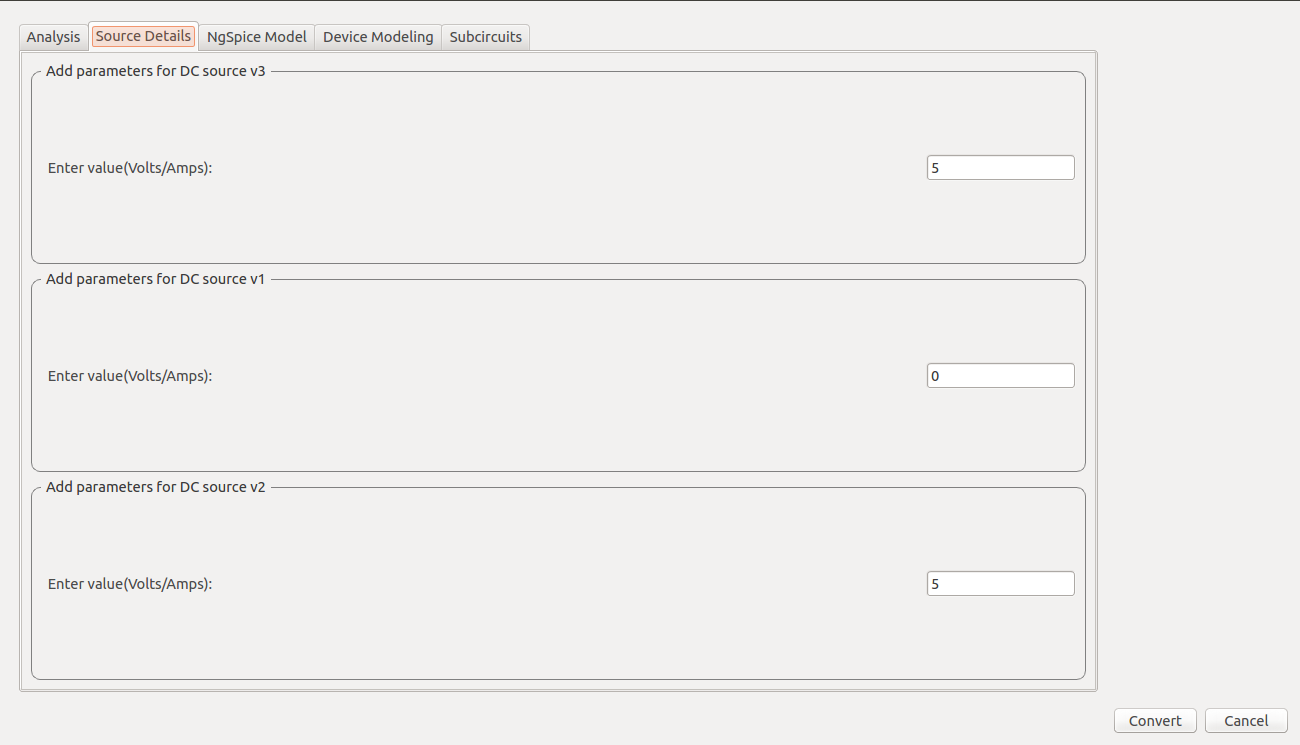 Analysis Source Details NgSpice Model Device Modeling Subcircuits
Add parameters for DC source v3
Enter value(Volts/Amps): 5
Add parameters for DC source v1
Enter value(Volts/Amps): 0
Add parameters for DC source v2
Enter value(Volts/Amps): 5
Convert Cancel